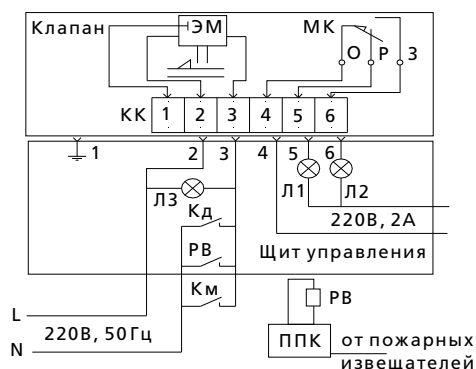 Клапан
ЭМ
МК
О Р З
КК 1 2 3 4 5 6
1 2 3 4 5 6
Л3
Л1 Л2
Кд
220В, 2А
РВ
Щит управления
Км
L
220В, 50Гц
РВ
N
ППК
от пожарных
извещателей